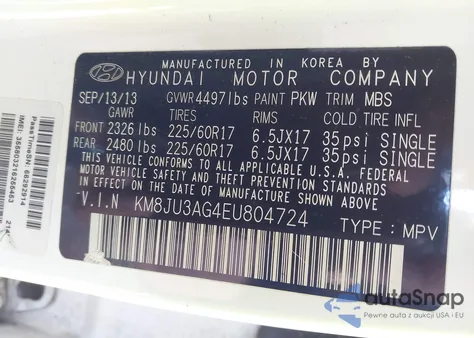 MANUFACTURED IN KOREA BY
HYUNDAI MOTOR COMPANY
SEP/13/13 GVWR 4497lbs PAINT PKW TRIM MBS
GAWR TIRES RIMS COLD TIRE INFL
FRONT 2326 lbs 225/60R17 6.5JX17 35psi SINGLE
REAR 2480 lbs 225/60R17 6.5JX17 35psi SINGLE
THIS VEHICLE CONFORMS TO ALL APPLICABLE U.S. FEDERAL
MOTOR VEHICLE SAFETY AND THEFT PREVENTION STANDARDS
IN EFFECT ON THE DATE OF MANUFACTURE SHOWN ABOVE
-V.I.N KM8JU3AG4EU804724 TYPE: MPV
PassTimeSN: 60292914
autoSnap
Pewne auta z aukcji USA i EU